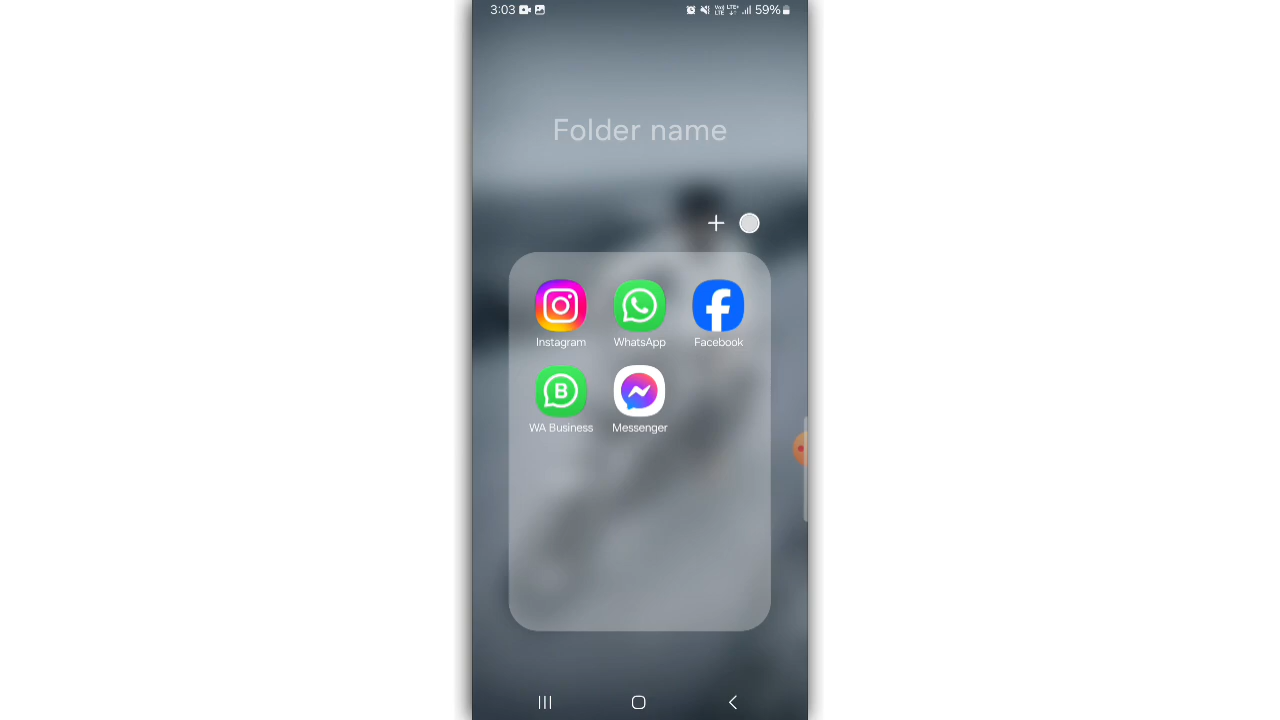 3:03 59%
Folder name
Instagram WhatsApp Facebook
B
WA Business Messenger